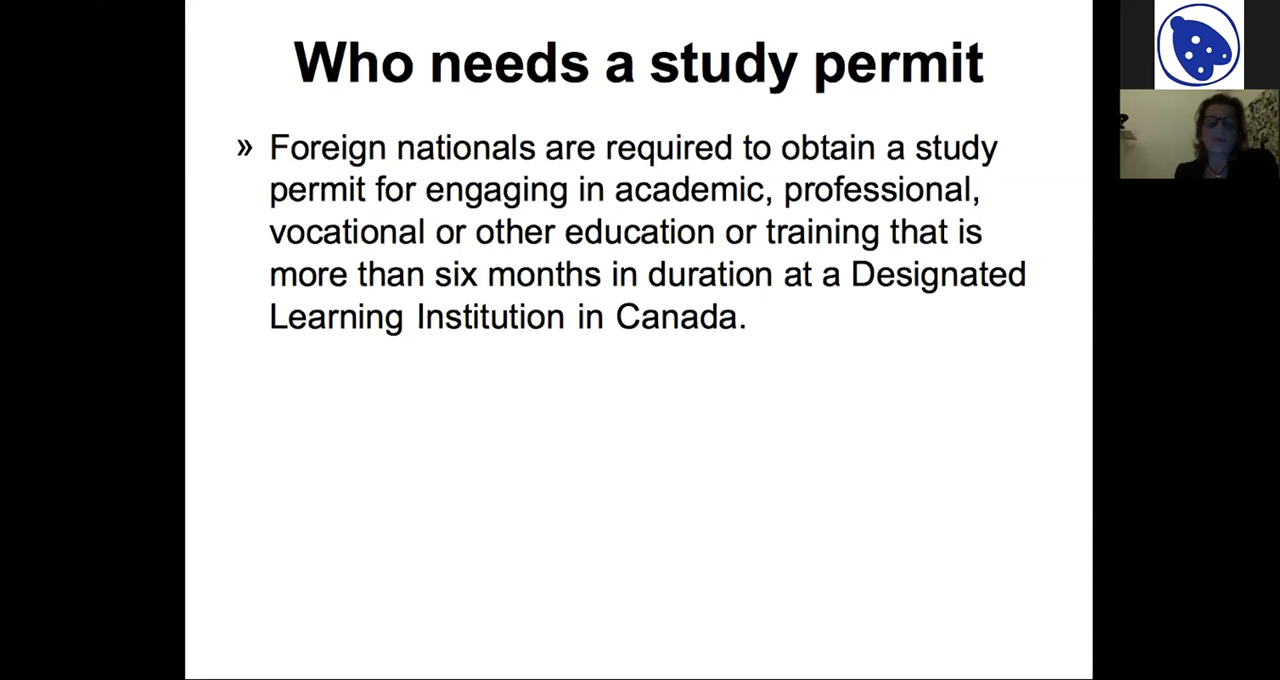 Who needs a study permit
» Foreign nationals are required to obtain a study
permit for engaging in academic, professional,
vocational or other education or training that is
more than six months in duration at a Designated
Learning Institution in Canada.